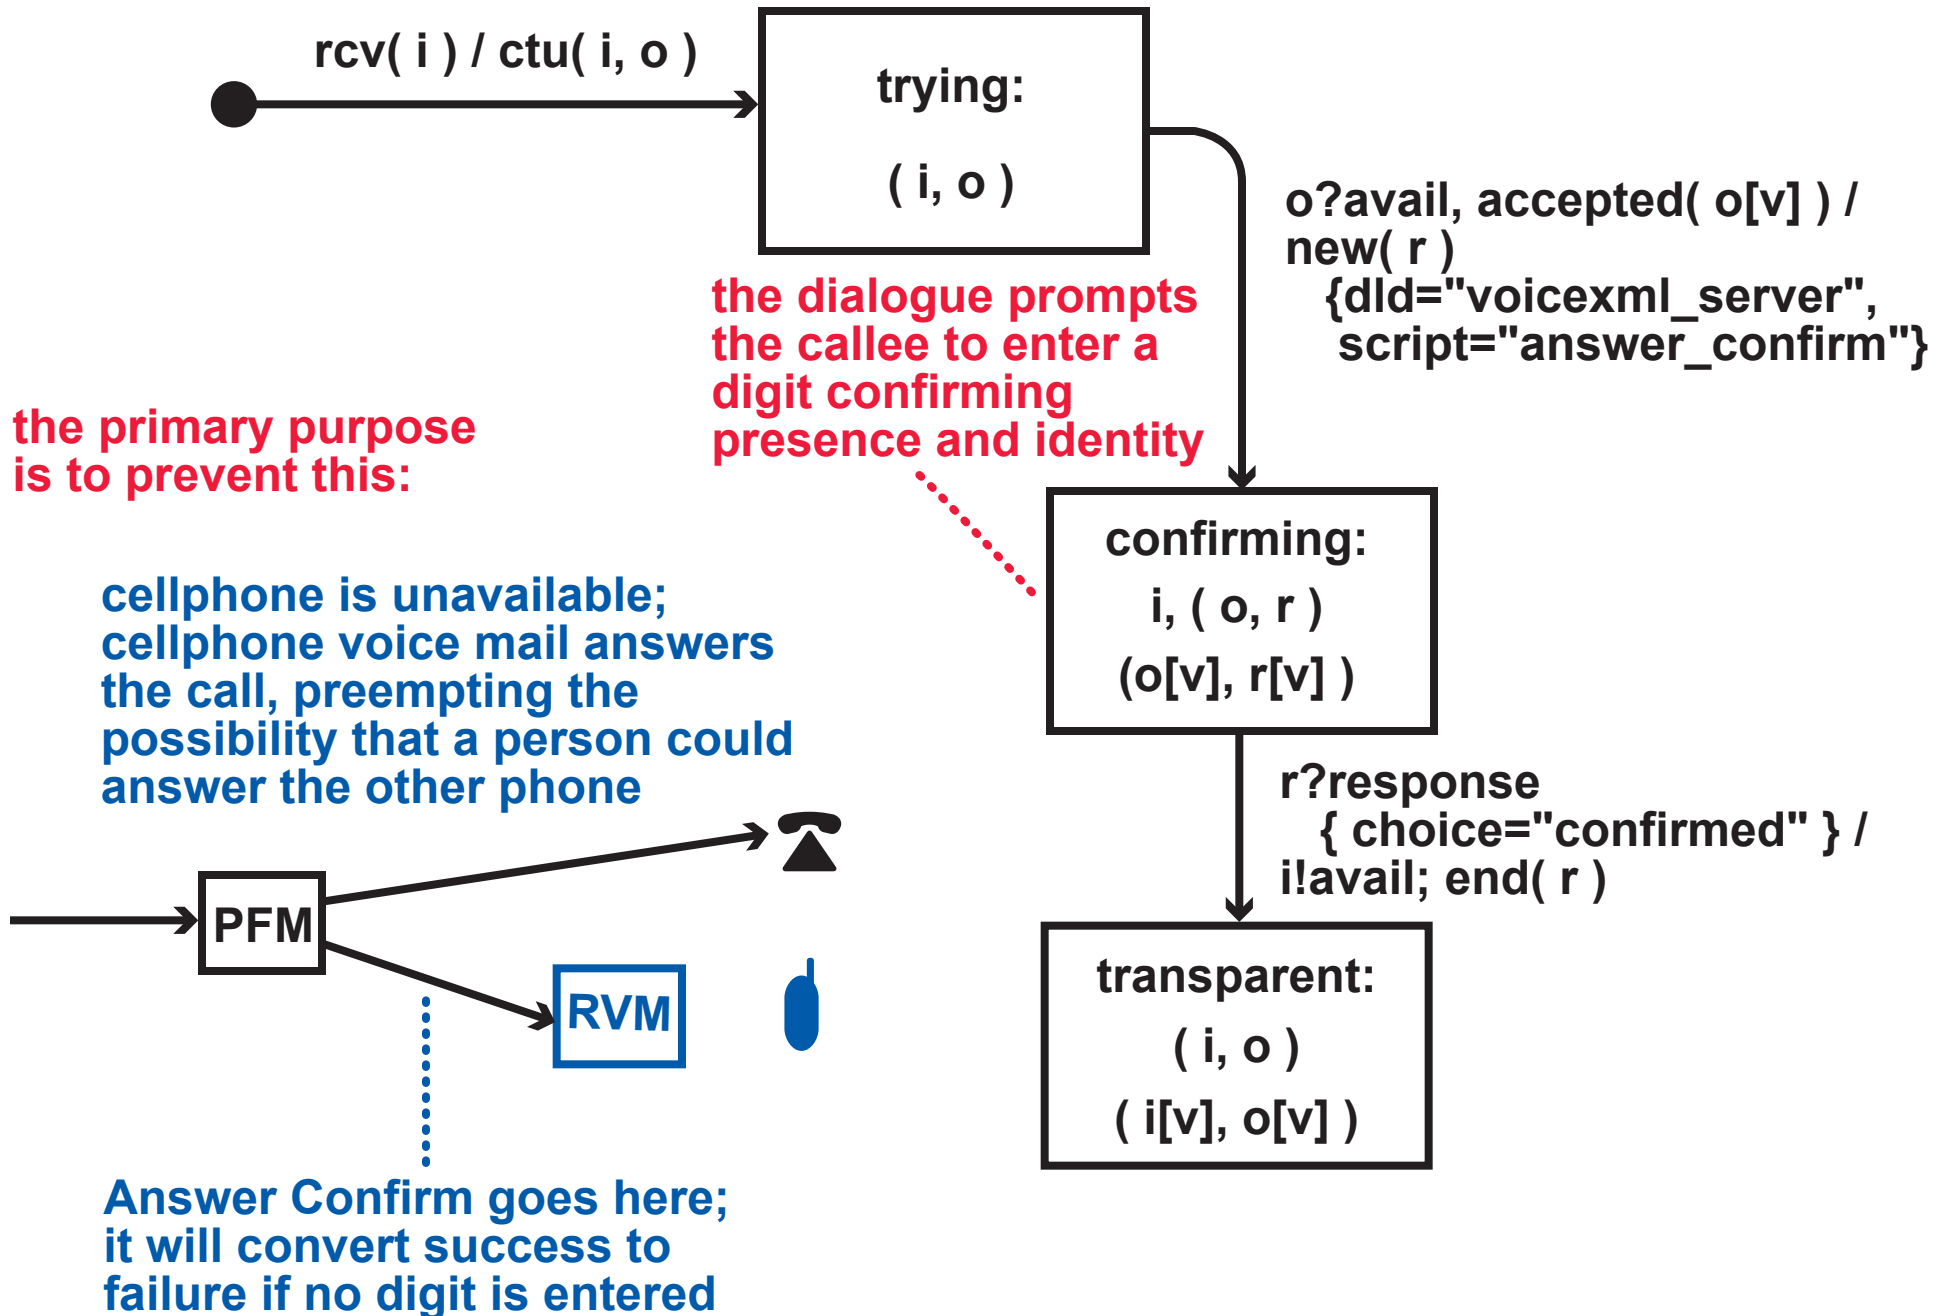 rcv( i ) / ctu( i, o )
trying:
( i, o )
o?avail, accepted( o[v] ) /
new( r )
{dld="voicexml_server",
script="answer_confirm"}
the dialogue prompts
the callee to enter a
digit confirming
presence and identity
the primary purpose
is to prevent this:
confirming:
i, ( o, r )
(o[v], r[v] )
cellphone is unavailable;
cellphone voice mail answers
the call, preempting the
possibility that a person could
answer the other phone
r?response
{ choice="confirmed" } /
i!avail; end( r )
PFM
RVM
transparent:
( i, o )
( i[v], o[v] )
Answer Confirm goes here;
it will convert success to
failure if no digit is entered